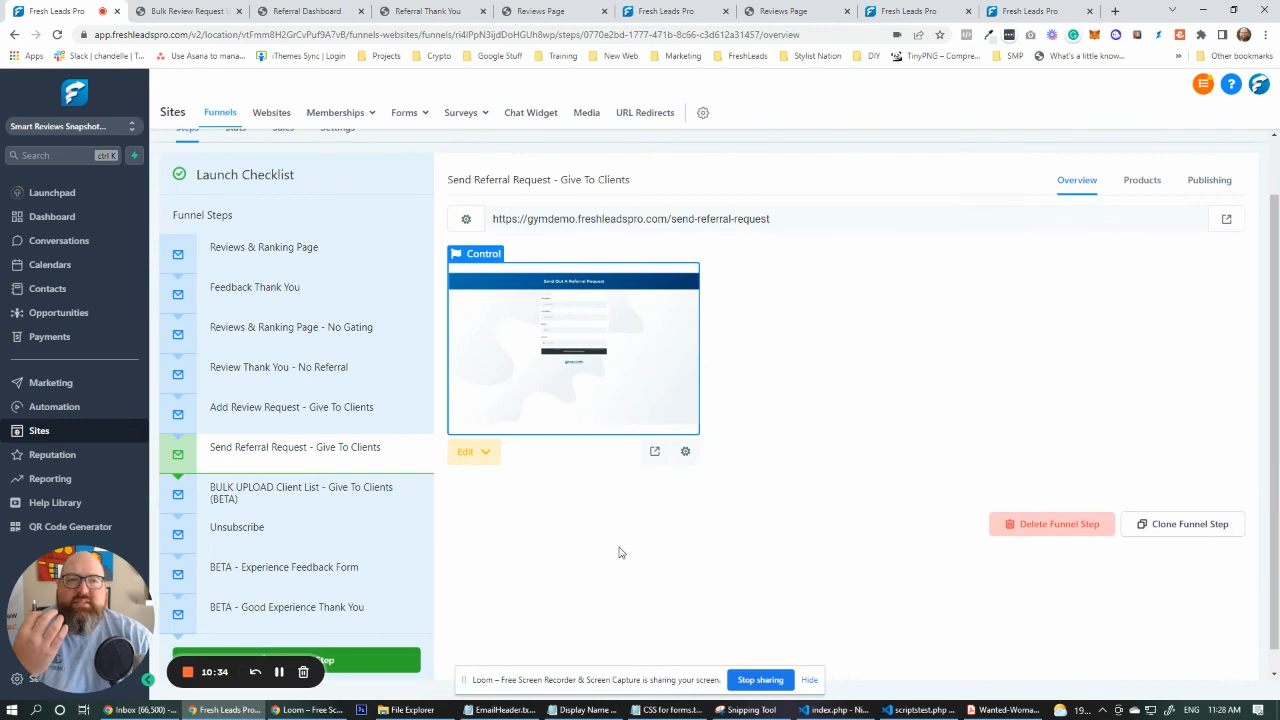 Fresh Leads Pro
Bulk Review Request L
Referral Dashboard
Referral Thank You
Reviews Page
Fresh Leads Pro
Reviews Page
Fresh Leads Pro
Fresh Leads Pro
app.freshleadspro.com/v2/location/vtFmm8H2GrCvPuf9A7vB/funnels-websites/funnels/ri4lPpN3ijdDcHGUh8wp/steps/0770e2bd-1777-471b-8c66-c3d612a31457/overview
Apps
Slack | chandelle | T...
Use Asana to manag...
iThemes Sync | Login
Projects
Crypto
Google Stuff
Training
New Web
Marketing
FreshLeads
Stylist Nation
DIY
TinyPNG – Compre...
SMP
What's a little know...
Other bookmarks
Smart Reviews Snapshot...
Search
ctrl K
Launchpad
Dashboard
Conversations
Calendars
Contacts
Opportunities
Payments
Marketing
Automation
Sites
Reputation
Reporting
Help Library
QR Code Generator
Sites
Funnels
Websites
Memberships
Forms
Surveys
Chat Widget
Media
URL Redirects
Steps
Stats
Sales
Settings
Launch Checklist
Funnel Steps
Reviews & Ranking Page
Feedback Thank You
Reviews & Ranking Page - No Gating
Review Thank You - No Referral
Add Review Request - Give To Clients
Send Referral Request - Give To Clients
BULK UPLOAD Client List - Give To Clients
(BETA)
Unsubscribe
BETA - Experience Feedback Form
BETA - Good Experience Thank You
Step
Send Referral Request - Give To Clients
Overview
Products
Publishing
https://gymdemo.freshleadspro.com/send-referral-request
Control
Send Out A Referral Request
Edit
Delete Funnel Step
Clone Funnel Step
10:34
Loom – Free Screen Recorder & Screen Capture is sharing your screen.
Stop sharing
Hide
Inbox (66,500) - ...
Fresh Leads Pro...
Loom – Free Sc...
File Explorer
EmailHeader.tx...
Display Name ...
CSS for forms.t...
Snipping Tool
index.php - Ne...
scriptstest.php ...
Wanted-Woma...
19...